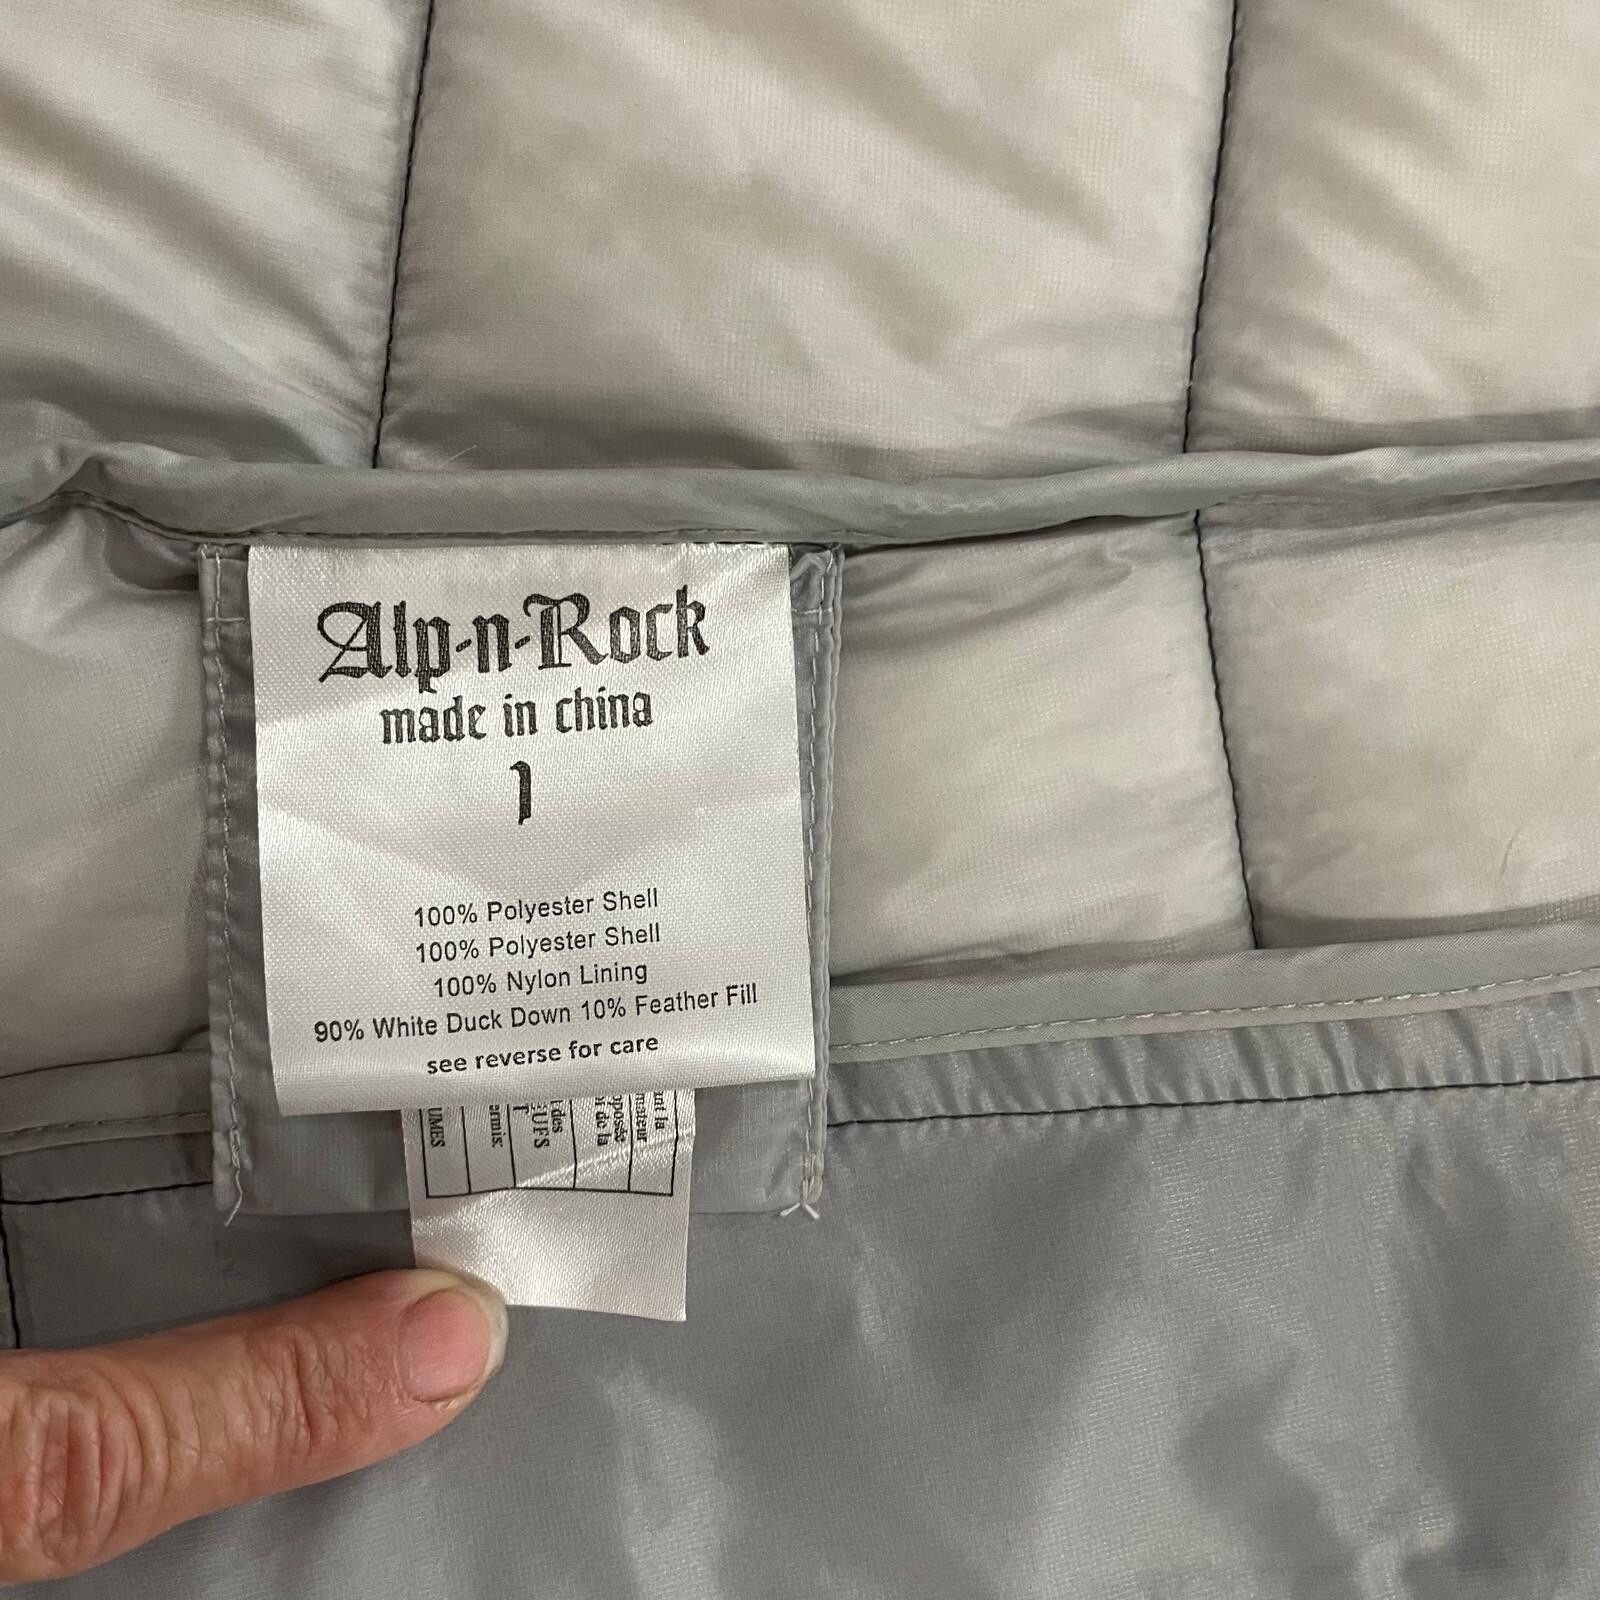 Alp-n-Rock
made in china
1
100% Polyester Shell
100% Polyester Shell
100% Nylon Lining
90% White Duck Down 10% Feather Fill
see reverse for care